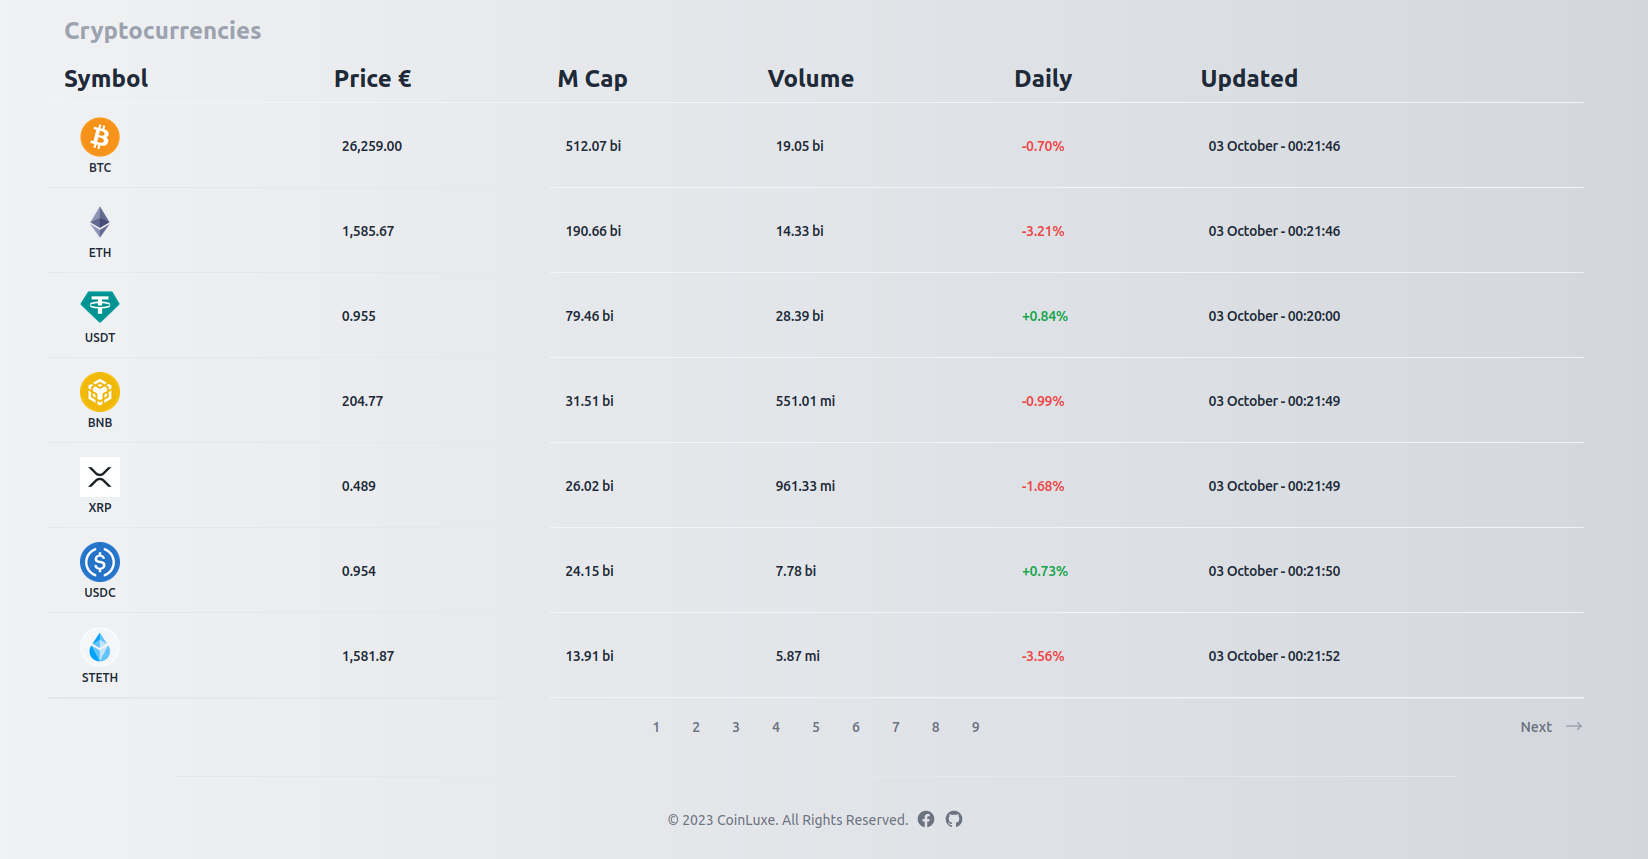 Cryptocurrencies
Symbol Price € M Cap Volume Daily Updated
26,259.00 512.07 bi 19.05 bi -0.70% 03 October - 00:21:46
BTC
1,585.67 190.66 bi 14.33 bi -3.21% 03 October - 00:21:46
ETH
0.955 79.46 bi 28.39 bi +0.84% 03 October - 00:20:00
USDT
204.77 31.51 bi 551.01 mi -0.99% 03 October - 00:21:49
BNB
0.489 26.02 bi 961.33 mi -1.68% 03 October - 00:21:49
XRP
0.954 24.15 bi 7.78 bi +0.73% 03 October - 00:21:50
USDC
1,581.87 13.91 bi 5.87 mi -3.56% 03 October - 00:21:52
STETH
1 2 3 4 5 6 7 8 9 Next →
© 2023 CoinLuxe. All Rights Reserved.